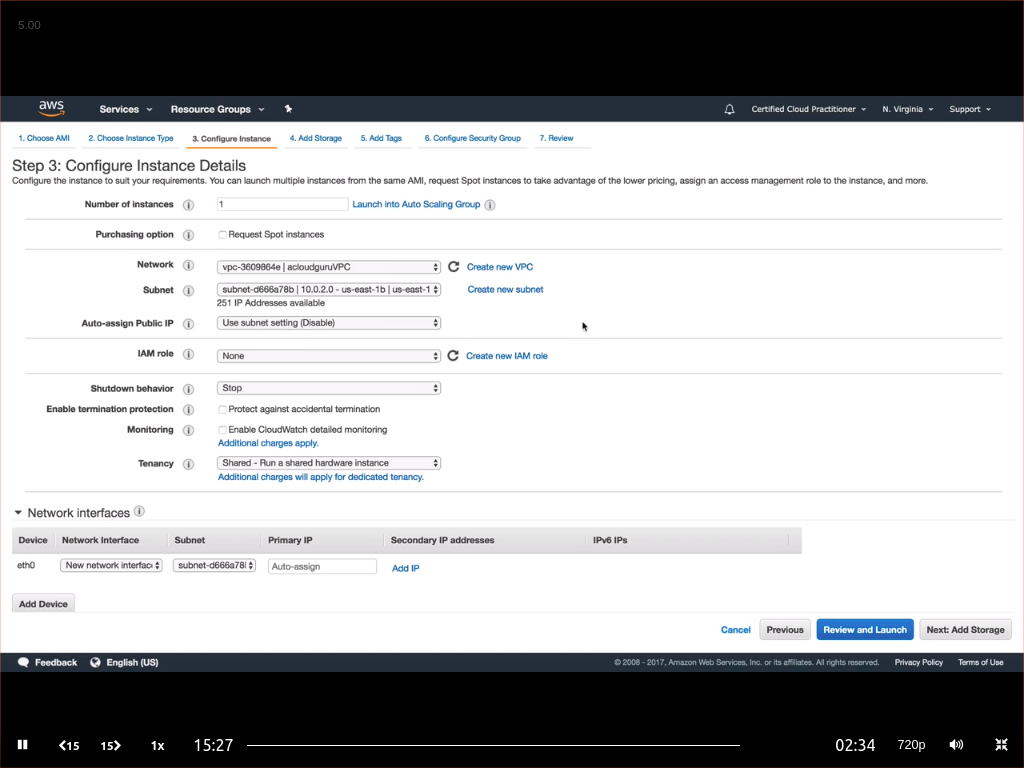 5.00
aws Services Resource Groups Certified Cloud Practitioner N. Virginia Support
1. Choose AMI 2. Choose Instance Type 3. Configure Instance 4. Add Storage 5. Add Tags 6. Configure Security Group 7. Review
Step 3: Configure Instance Details
Configure the instance to suit your requirements. You can launch multiple instances from the same AMI, request Spot instances to take advantage of the lower pricing, assign an access management role to the instance, and more.
Number of instances i 1 Launch into Auto Scaling Group i
Purchasing option i Request Spot instances
Network i vpc-3609864e | acloudguruVPC Create new VPC
Subnet i subnet-d666a78b | 10.0.2.0 - us-east-1b | us-east-1 Create new subnet
251 IP Addresses available
Auto-assign Public IP i Use subnet setting (Disable)
IAM role i None Create new IAM role
Shutdown behavior i Stop
Enable termination protection i Protect against accidental termination
Monitoring i Enable CloudWatch detailed monitoring
Additional charges apply.
Tenancy i Shared - Run a shared hardware instance
Additional charges will apply for dedicated tenancy.
Network interfaces i
Device Network Interface Subnet Primary IP Secondary IP addresses IPv6 IPs
eth0 New network interfac subnet-d666a78 Auto-assign Add IP
Add Device
Cancel Previous Review and Launch Next: Add Storage
Feedback English (US) © 2008 - 2017, Amazon Web Services, Inc. or its affiliates. All rights reserved. Privacy Policy Terms of Use
15 15 1x 15:27 02:34 720p